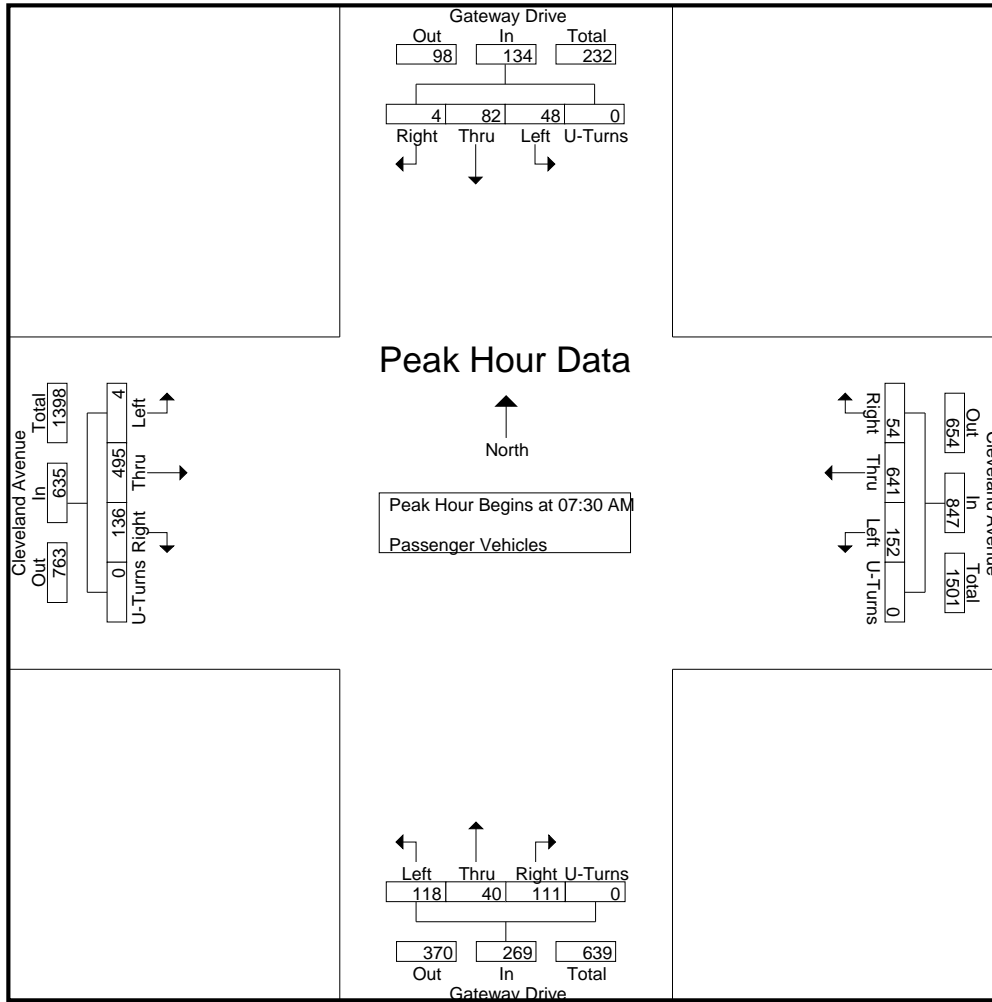 Gateway Drive
Out In Total
98 134 232
4 82 48 0
Right Thru Left U-Turns
Peak Hour Data
North
Peak Hour Begins at 07:30 AM
Passenger Vehicles
Cleveland Avenue
Total In Out
1398 635 763
4 495 136 0
Left Thru Right U-Turns
Cleveland Avenue
Out In Total
654 847 1501
54 641 152 0
Right Thru Left U-Turns
Left Thru Right U-Turns
118 40 111 0
370 269 639
Out In Total
Gateway Drive